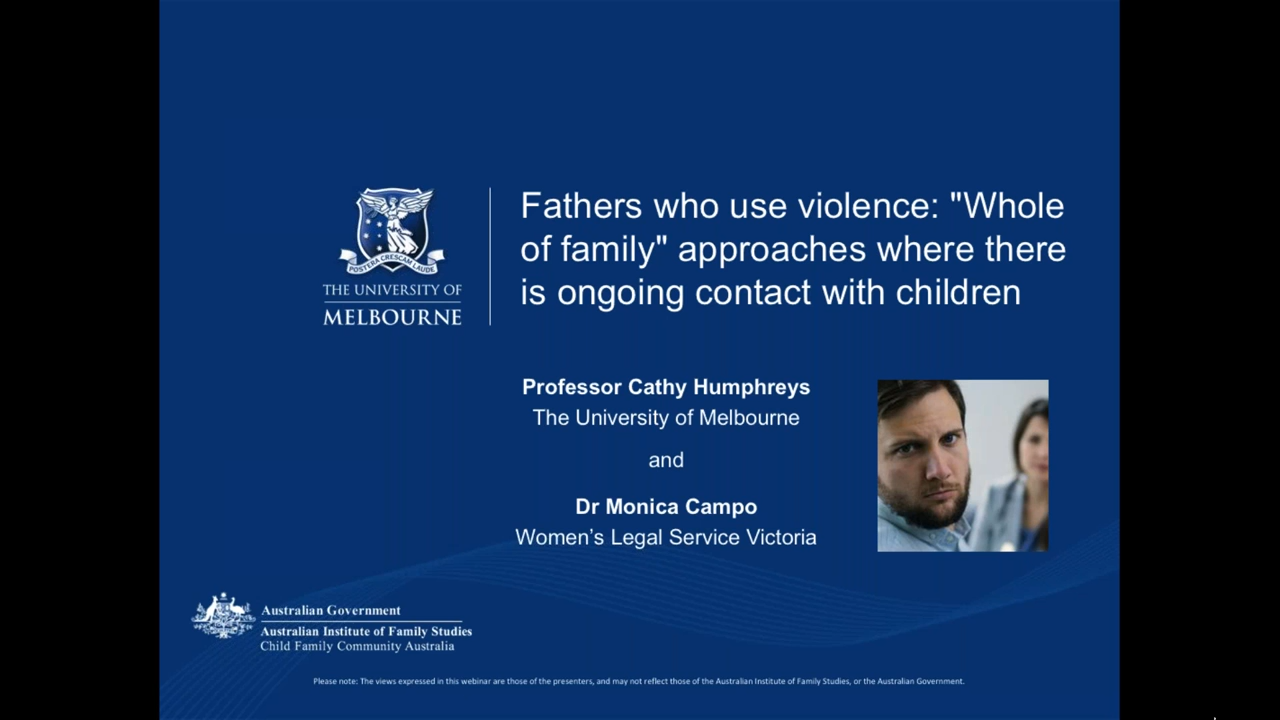 Fathers who use violence: "Whole
of family" approaches where there
is ongoing contact with children
POSTERA CRESCAM LAUDE
THE UNIVERSITY OF
MELBOURNE
Professor Cathy Humphreys
The University of Melbourne
and
Dr Monica Campo
Women’s Legal Service Victoria
Australian Government
Australian Institute of Family Studies
Child Family Community Australia
Please note: The views expressed in this webinar are those of the presenters, and may not reflect those of the Australian Institute of Family Studies, or the Australian Government.